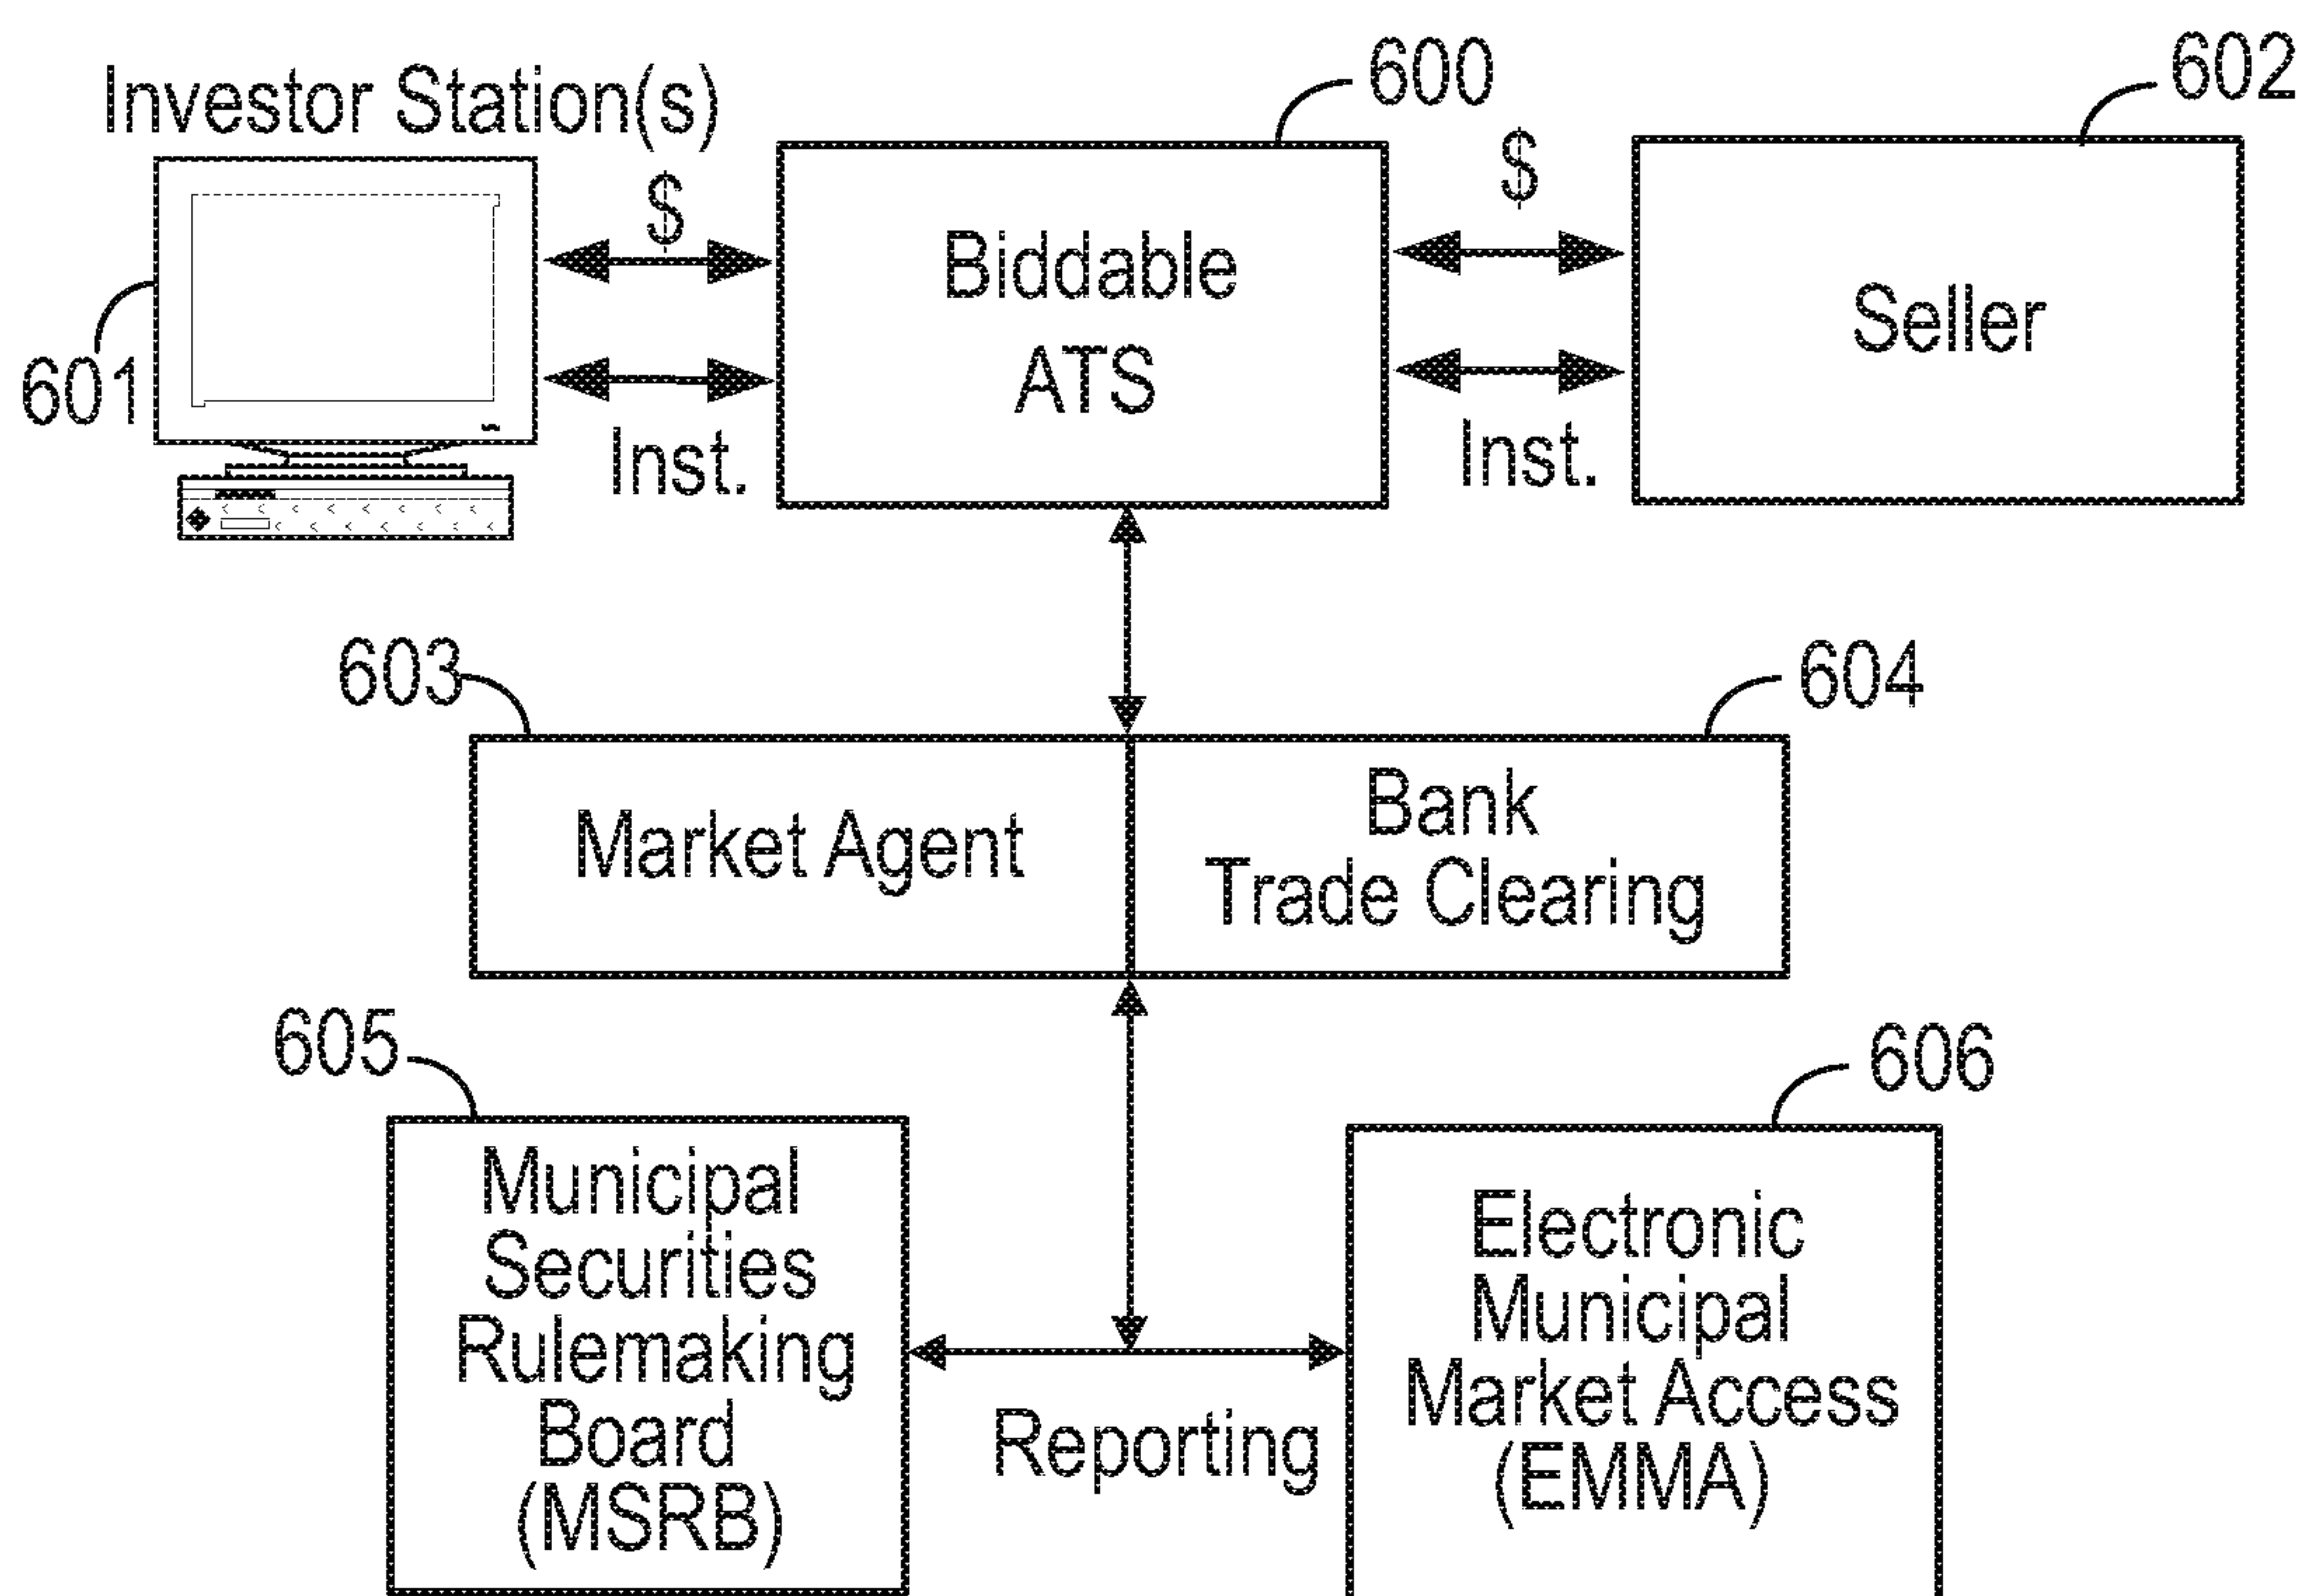 600
602
Investor Station(s)
$
$
Biddable
ATS
Seller
601
Inst.
Inst.
603
604
Market Agent
Bank
Trade Clearing
605
606
Municipal
Securities
Rulemaking
Board
(MSRB)
Reporting
Electronic
Municipal
Market Access
(EMMA)